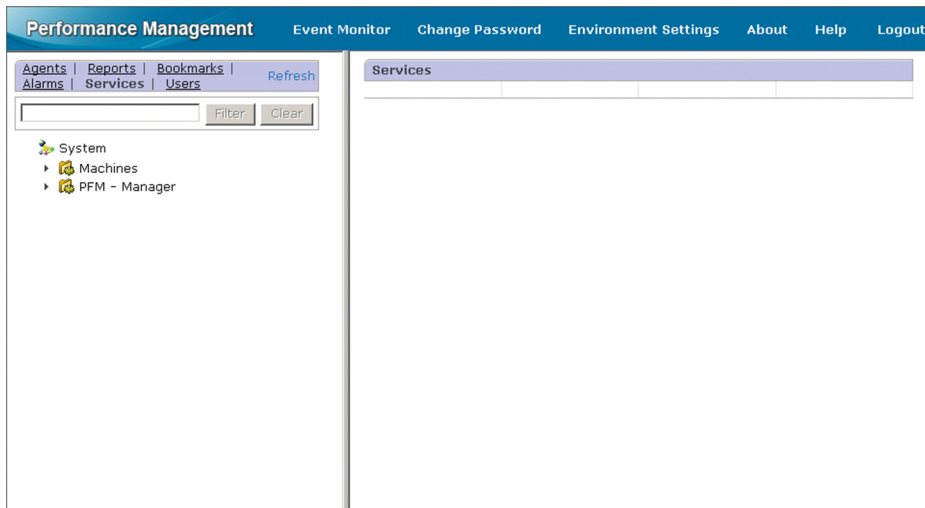 Performance Management Event Monitor Change Password Environment Settings About Help Logout
Agents | Reports | Bookmarks |
Alarms | Services | Users
Refresh
Filter Clear
System
Machines
PFM - Manager
Services